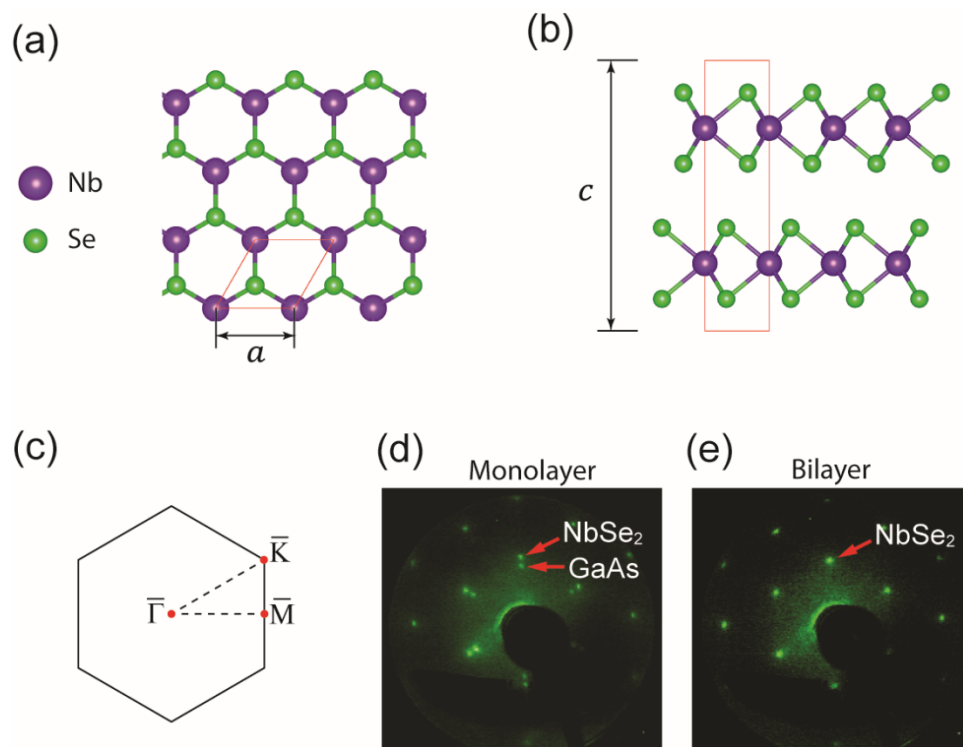 (a)
(b)
Nb
Se
a
c
(c)
Γ̅
K̅
M̅
(d)
Monolayer
NbSe₂
GaAs
(e)
Bilayer
NbSe₂